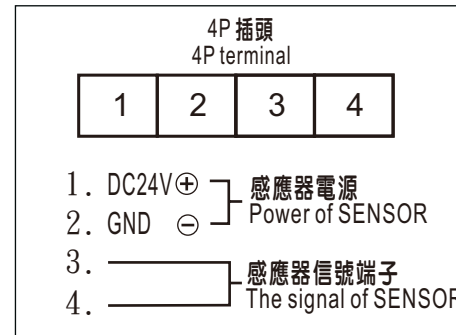 4P 插頭
4P terminal
1 2 3 4
1. DC24V⊕
感應器電源
2. GND ⊖
Power of SENSOR
3.
感應器信號端子
4.
The signal of SENSOR